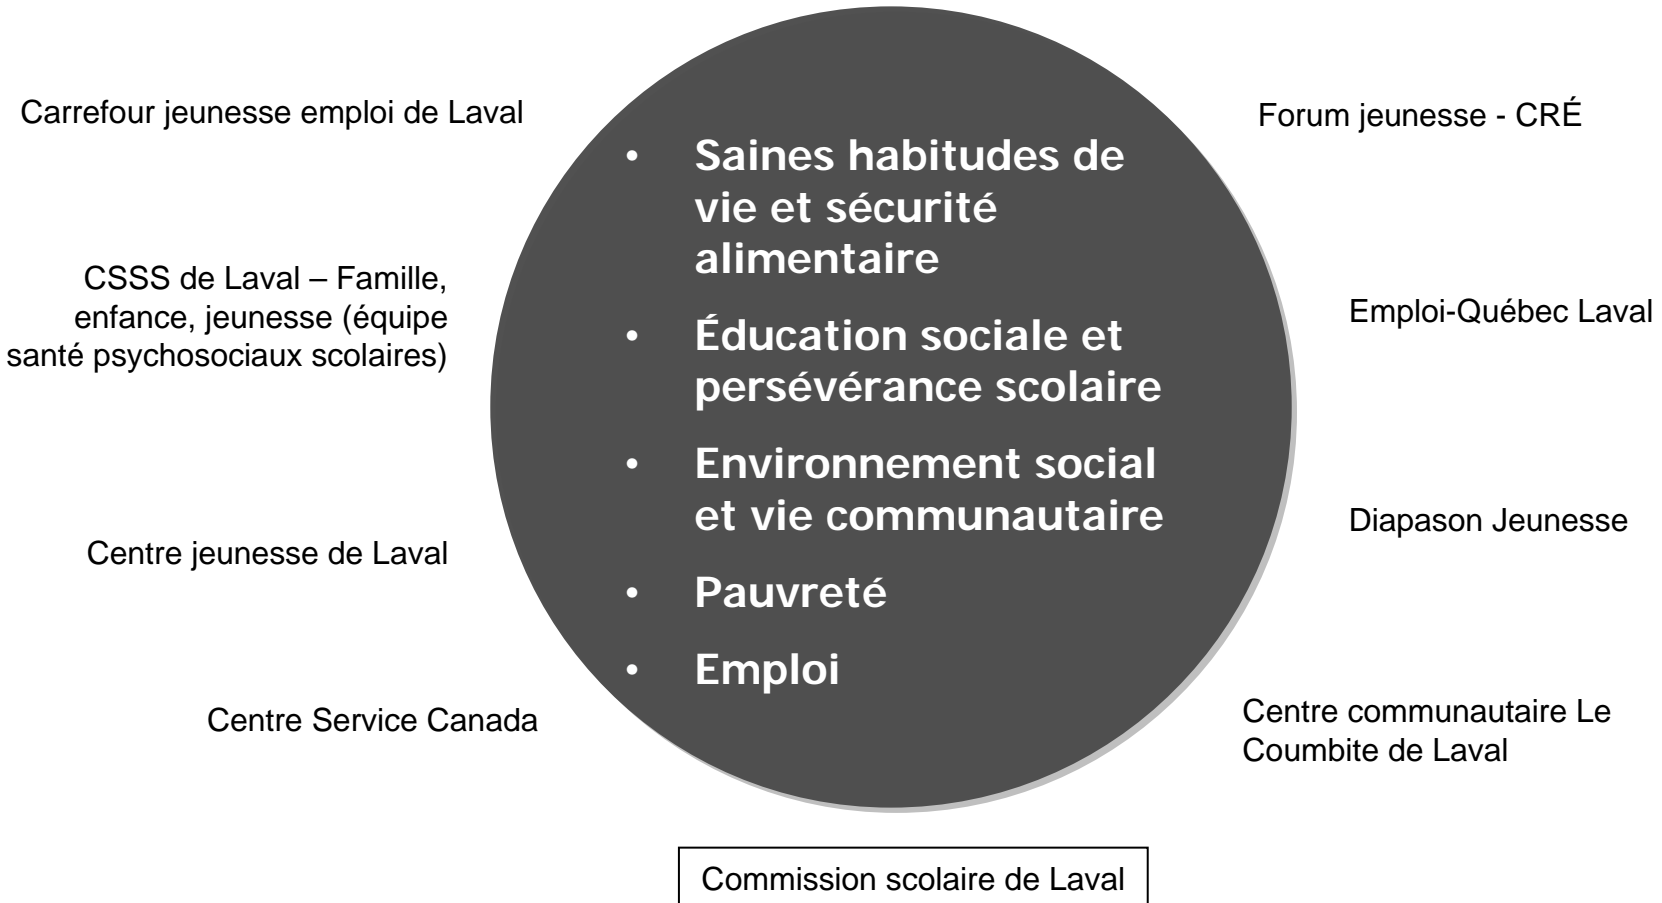 Carrefour jeunesse emploi de Laval
CSSS de Laval – Famille,
enfance, jeunesse (équipe
santé psychosociaux scolaires)
Centre jeunesse de Laval
Centre Service Canada
• Saines habitudes de
vie et sécurité
alimentaire
• Éducation sociale et
persévérance scolaire
• Environnement social
et vie communautaire
• Pauvreté
• Emploi
Forum jeunesse - CRÉ
Emploi-Québec Laval
Diapason Jeunesse
Centre communautaire Le
Coumbite de Laval
Commission scolaire de Laval